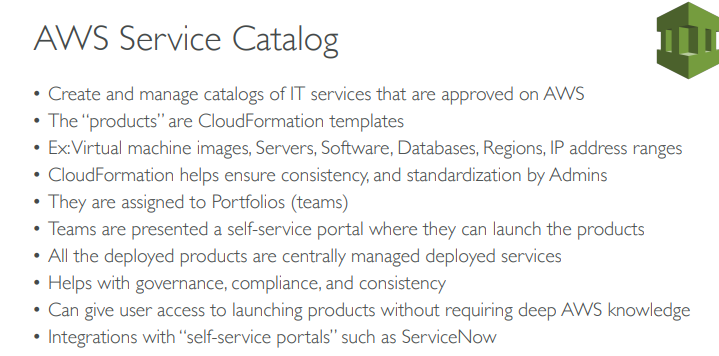 AWS Service Catalog
• Create and manage catalogs of IT services that are approved on AWS
• The “products” are CloudFormation templates
• Ex: Virtual machine images, Servers, Software, Databases, Regions, IP address ranges
• CloudFormation helps ensure consistency, and standardization by Admins
• They are assigned to Portfolios (teams)
• Teams are presented a self-service portal where they can launch the products
• All the deployed products are centrally managed deployed services
• Helps with governance, compliance, and consistency
• Can give user access to launching products without requiring deep AWS knowledge
• Integrations with “self-service portals” such as ServiceNow